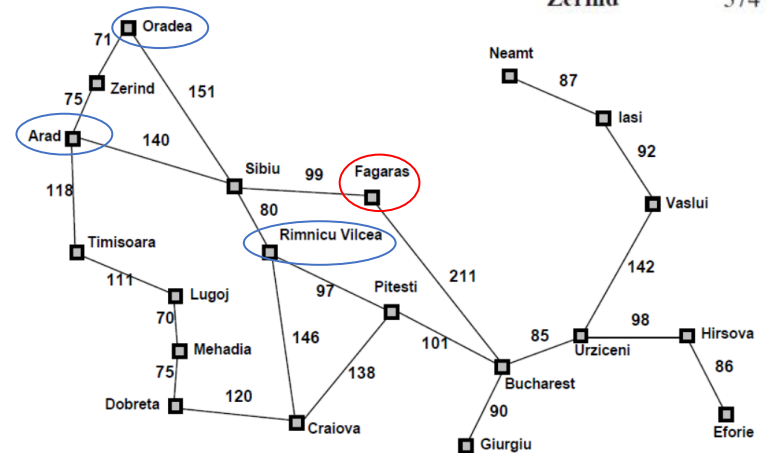 Zerind
Oradea
71
Neamt
87
Zerind
151
75
Iasi
Arad
140
92
Sibiu
99
Fagaras
118
Vaslui
80
Rimnicu Vilcea
Timisoara
142
211
111
97
Pitesti
Lugoj
70
98
Hirsova
146
85
101
Urziceni
Mehadia
86
75
138
Bucharest
120
90
Dobreta
Eforie
Craiova
Giurgiu